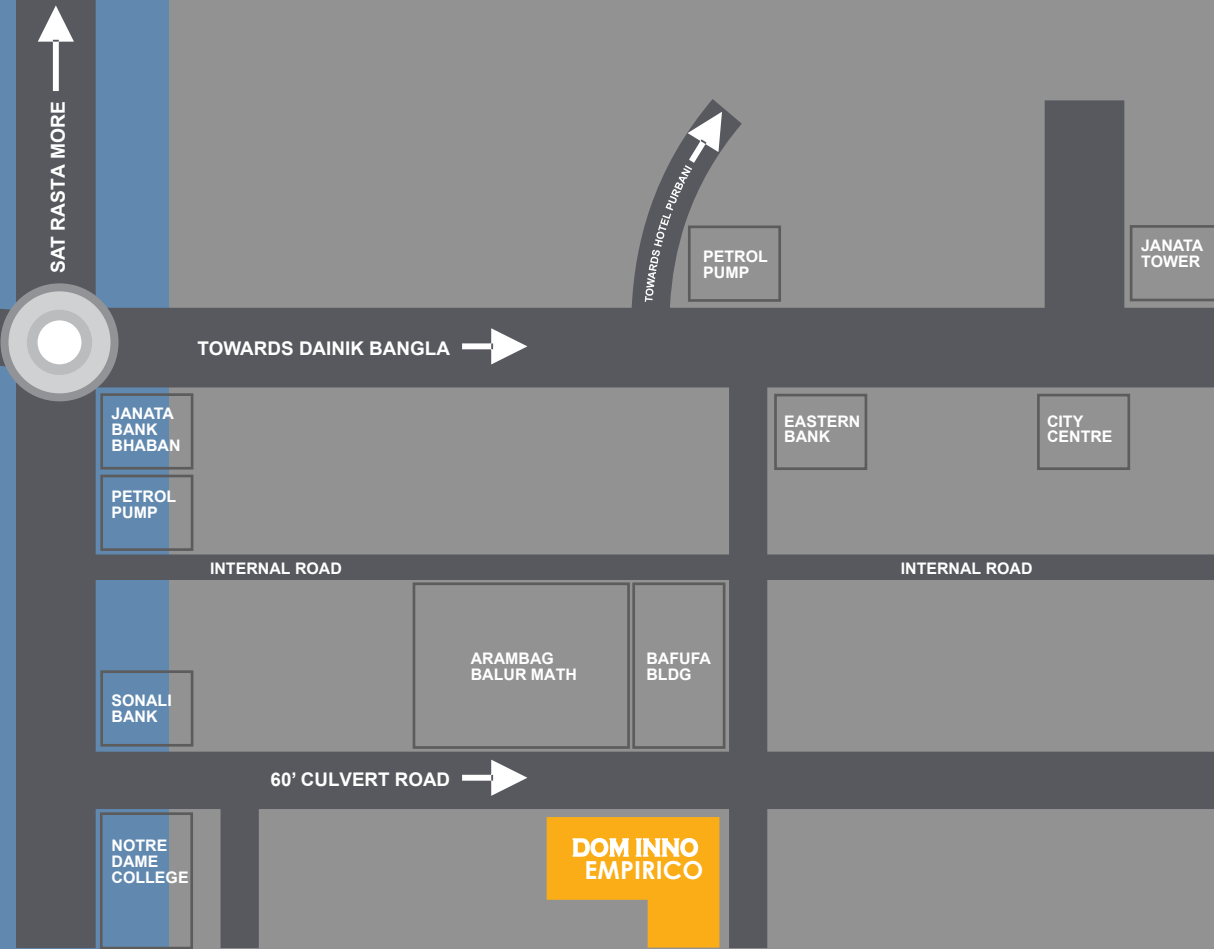 SAT RASTA MORE
TOWARDS HOTEL PURBANI
PETROL
PUMP
JANATA
TOWER
TOWARDS DAINIK BANGLA
JANATA
BANK
BHABAN
EASTERN
BANK
CITY
CENTRE
PETROL
PUMP
INTERNAL ROAD
INTERNAL ROAD
ARAMBAG
BALUR MATH
BAFUFA
BLDG
SONALI
BANK
60’ CULVERT ROAD
NOTRE
DAME
COLLEGE
DOM INNO
EMPIRICO